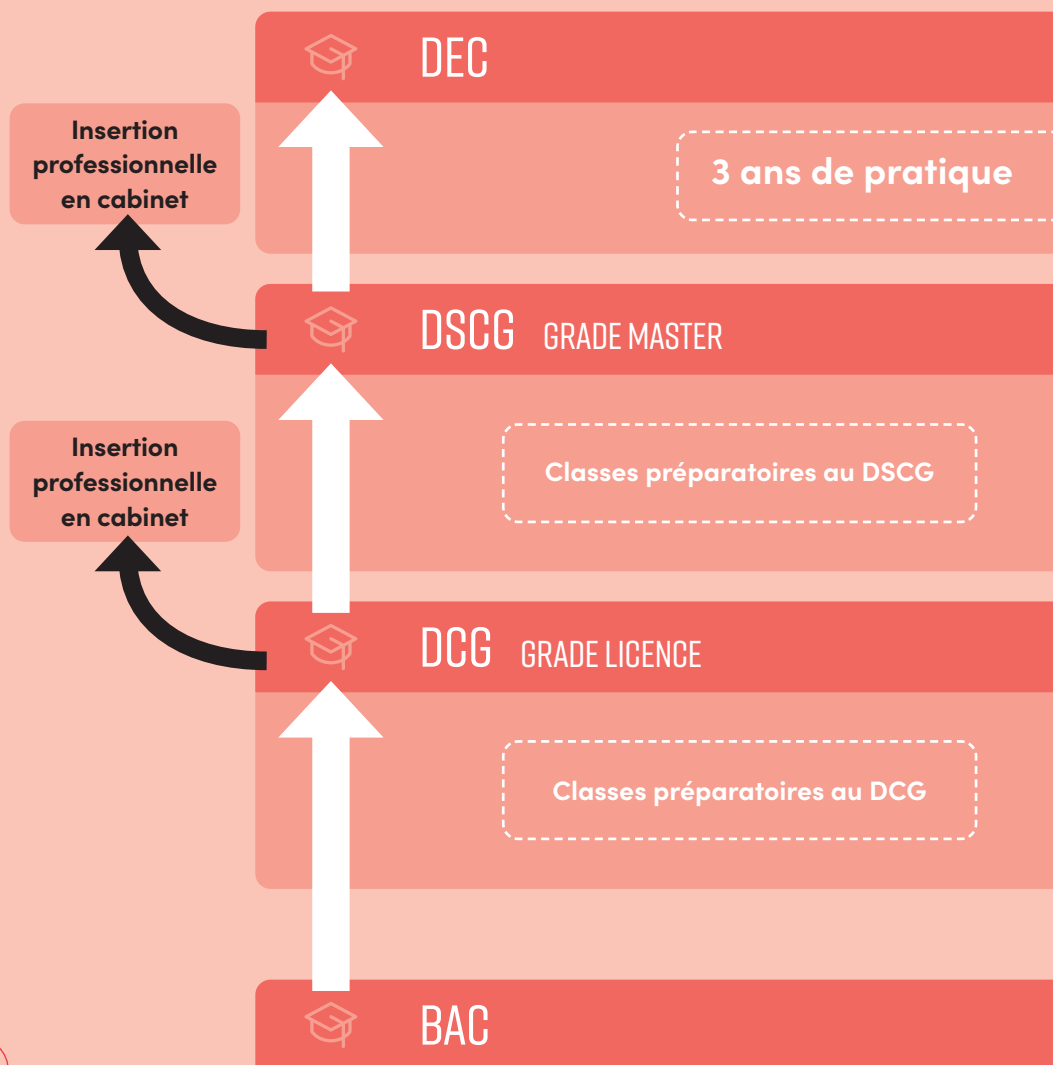 DEC
Insertion
professionnelle
en cabinet
3 ans de pratique
DSCG GRADE MASTER
Insertion
professionnelle
en cabinet
Classes préparatoires au DSCG
DCG GRADE LICENCE
Classes préparatoires au DCG
BAC